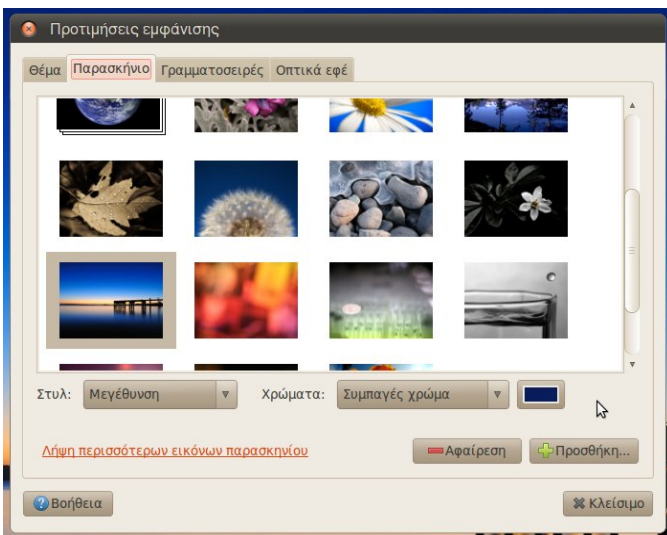 Προτιμήσεις εμφάνισης
Θέμα Παρασκήνιο Γραμματοσειρές Οπτικά εφέ
Στυλ: Μεγέθυνση Χρώματα: Συμπαγές χρώμα
Λήψη περισσότερων εικόνων παρασκηνίου Αφαίρεση Προσθήκη...
Βοήθεια Κλείσιμο